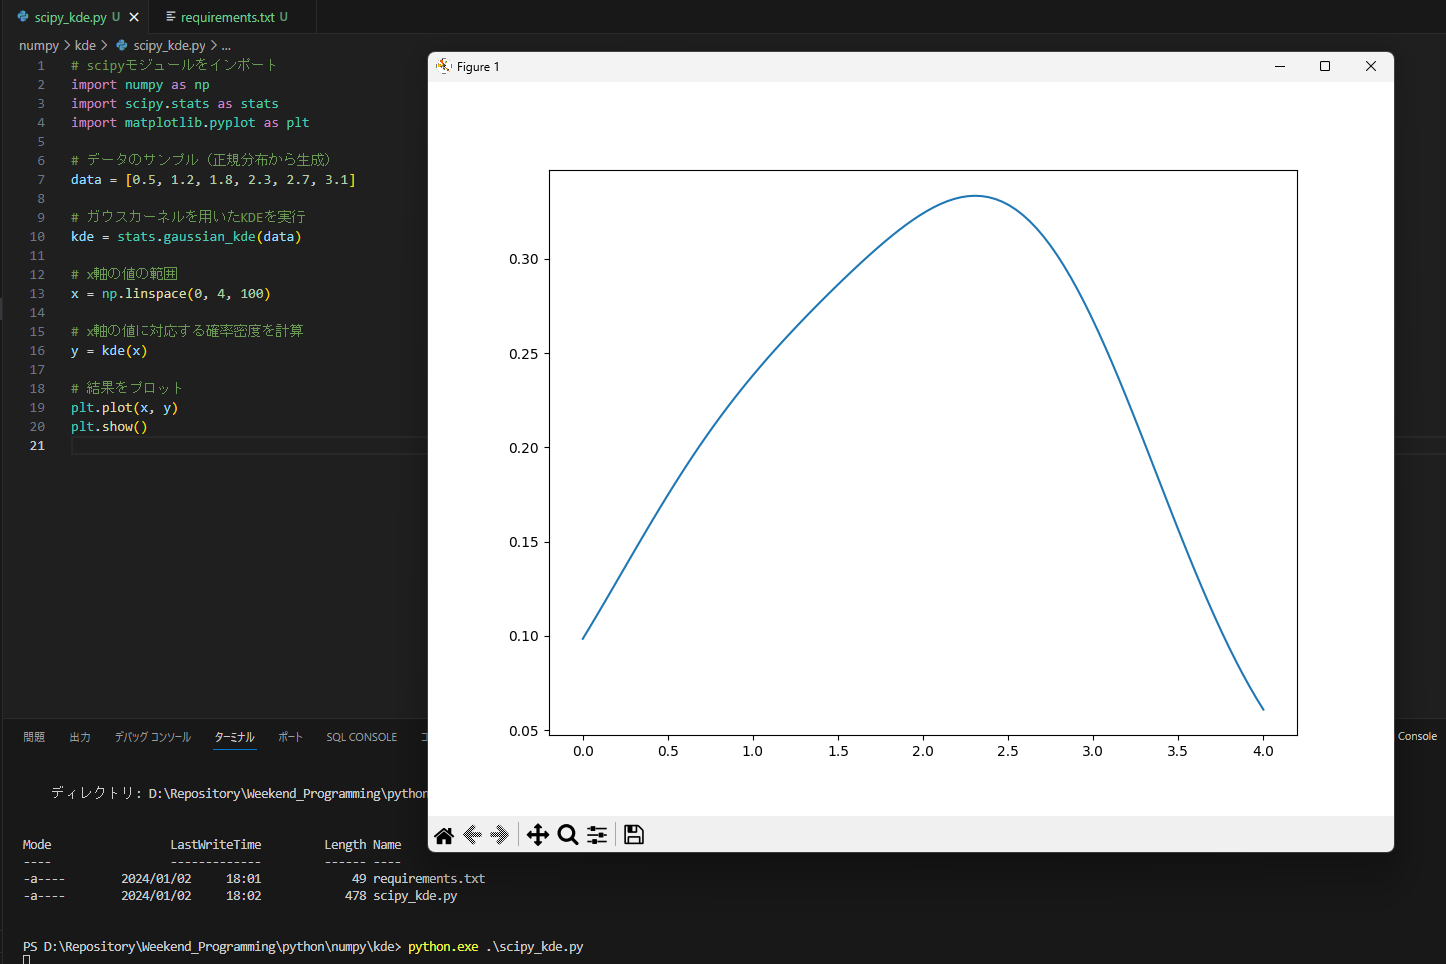 scipy_kde.py U
requirements.txt U
numpy > kde > scipy_kde.py > ...
1 # scipyモジュールをインポート
2 import numpy as np
3 import scipy.stats as stats
4 import matplotlib.pyplot as plt
5
6 # データのサンプル（正規分布から生成）
7 data = [0.5, 1.2, 1.8, 2.3, 2.7, 3.1]
8
9 # ガウスカーネルを用いたKDEを実行
10 kde = stats.gaussian_kde(data)
11
12 # x軸の値の範囲
13 x = np.linspace(0, 4, 100)
14
15 # x軸の値に対応する確率密度を計算
16 y = kde(x)
17
18 # 結果をプロット
19 plt.plot(x, y)
20 plt.show()
21
Figure 1
0.30
0.25
0.20
0.15
0.10
0.05
0.0 0.5 1.0 1.5 2.0 2.5 3.0 3.5 4.0
問題 出力 デバッグ コンソール ターミナル ポート SQL CONSOLE コ
Console
ディレクトリ: D:\Repository\Weekend_Programming\python
Mode LastWriteTime Length Name
---- ------------- ------ ----
-a---- 2024/01/02 18:01 49 requirements.txt
-a---- 2024/01/02 18:02 478 scipy_kde.py
PS D:\Repository\Weekend_Programming\python\numpy\kde> python.exe .\scipy_kde.py